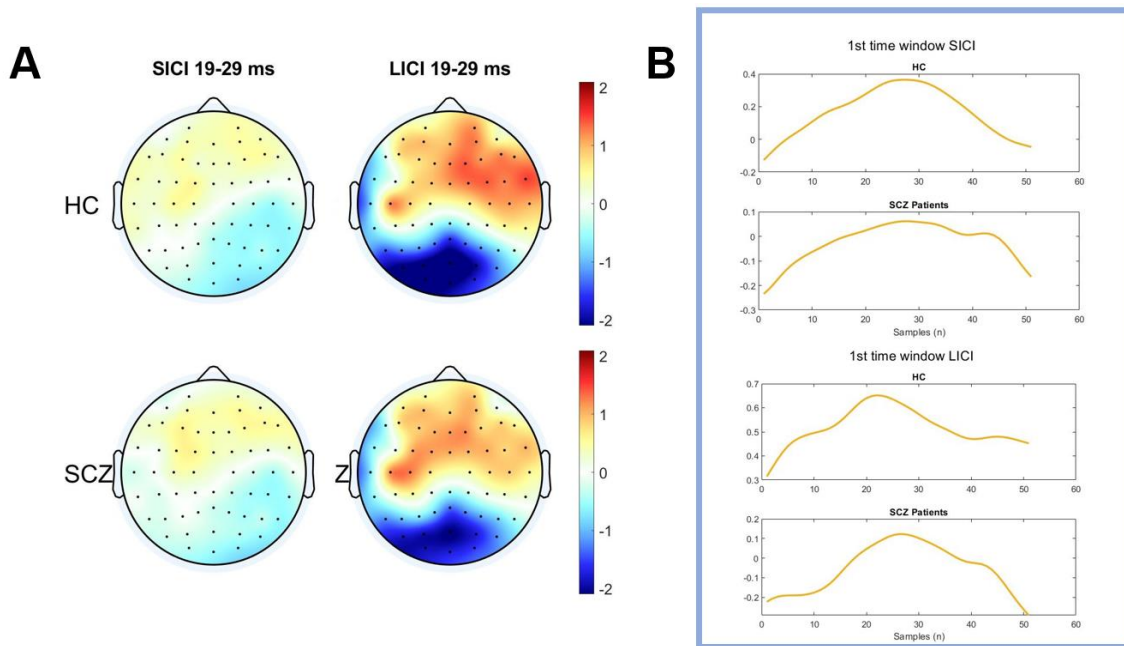 A
SICI 19-29 ms
LICI 19-29 ms
HC
2
1
0
-1
-2
SCZ
Z
2
1
0
-1
-2
B
1st time window SICI
HC
0.4
0.2
0
-0.2
0 10 20 30 40 50 60
SCZ Patients
0.1
0
-0.1
-0.2
-0.3
0 10 20 30 40 50 60
Samples (n)
1st time window LICI
HC
0.7
0.6
0.5
0.4
0.3
0 10 20 30 40 50 60
SCZ Patients
0.2
0.1
0
-0.1
-0.2
0 10 20 30 40 50 60
Samples (n)